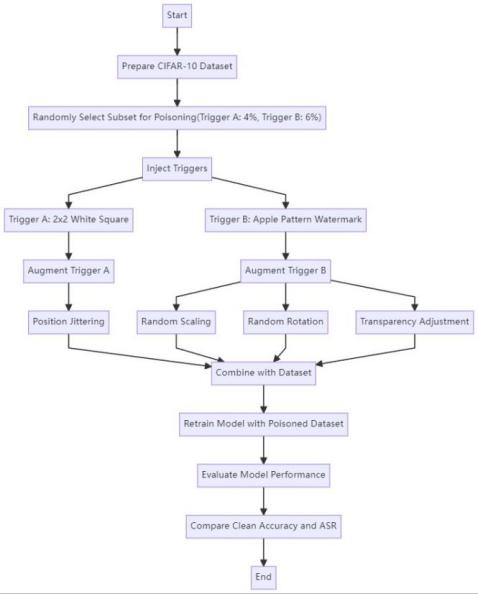 Start
Prepare CIFAR-10 Dataset
Randomly Select Subset for Poisoning(Trigger A: 4%, Trigger B: 6%)
Inject Triggers
Trigger A: 2x2 White Square
Trigger B: Apple Pattern Watermark
Augment Trigger A
Augment Trigger B
Position Jittering
Random Scaling
Random Rotation
Transparency Adjustment
Combine with Dataset
Retrain Model with Poisoned Dataset
Evaluate Model Performance
Compare Clean Accuracy and ASR
End